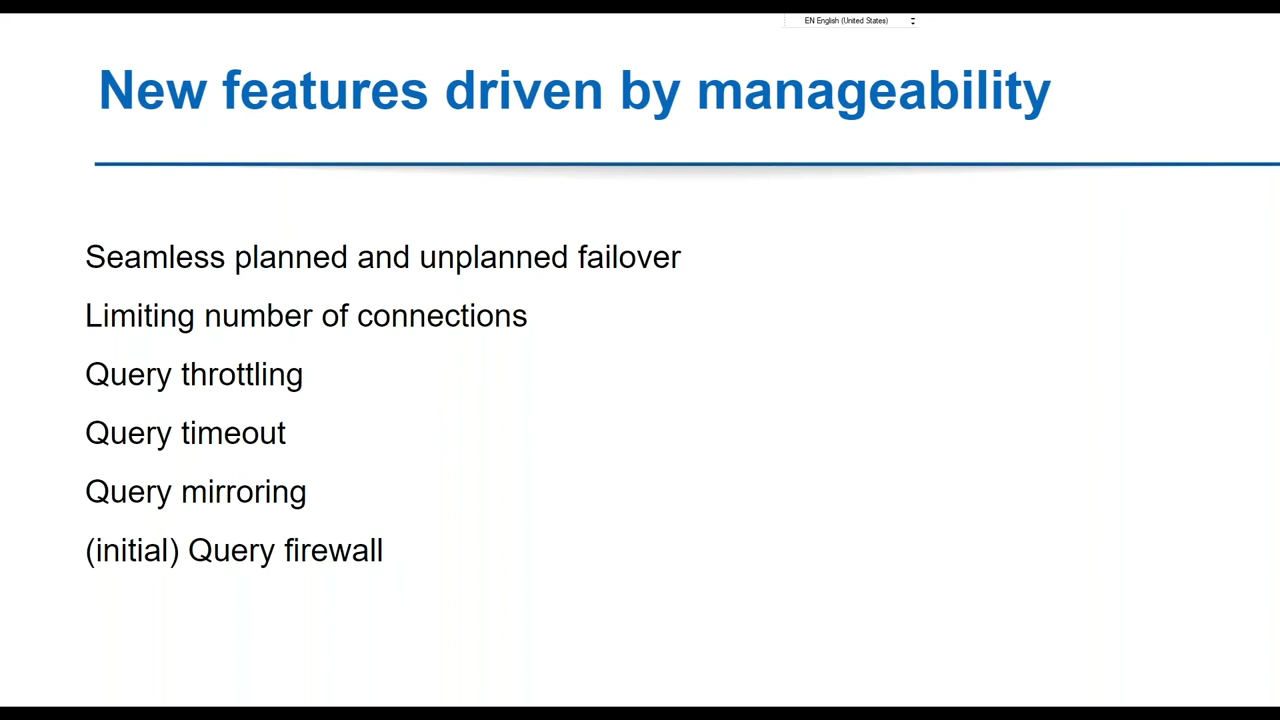 EN English (United States)
New features driven by manageability
Seamless planned and unplanned failover
Limiting number of connections
Query throttling
Query timeout
Query mirroring
(initial) Query firewall